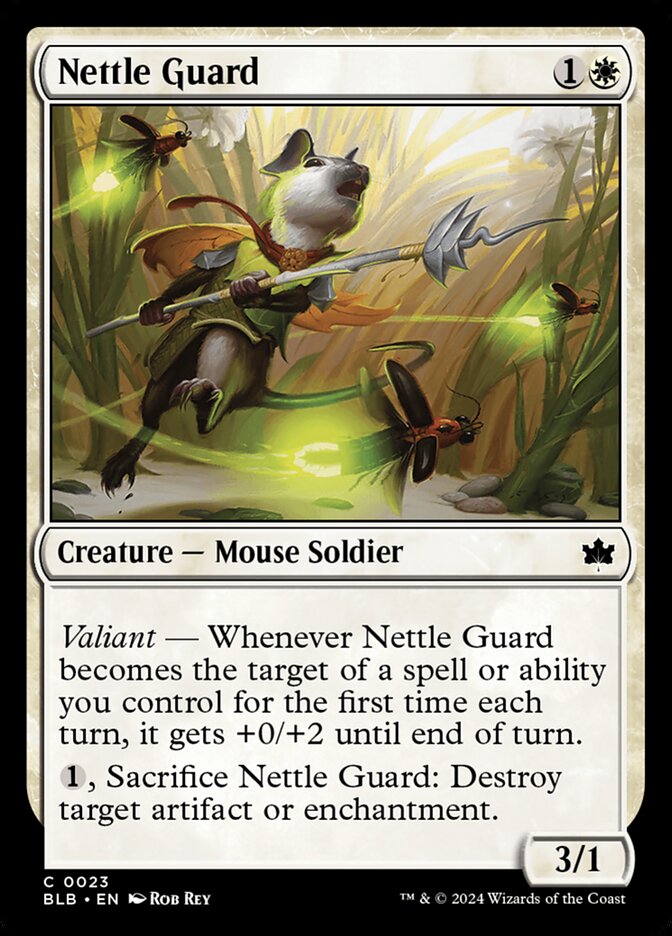 Nettle Guard 1
Creature — Mouse Soldier
Valiant — Whenever Nettle Guard
becomes the target of a spell or ability
you control for the first time each
turn, it gets +0/+2 until end of turn.
1, Sacrifice Nettle Guard: Destroy
target artifact or enchantment.
3/1
C 0023
BLB • EN Rob Rey ™ & © 2024 Wizards of the Coast